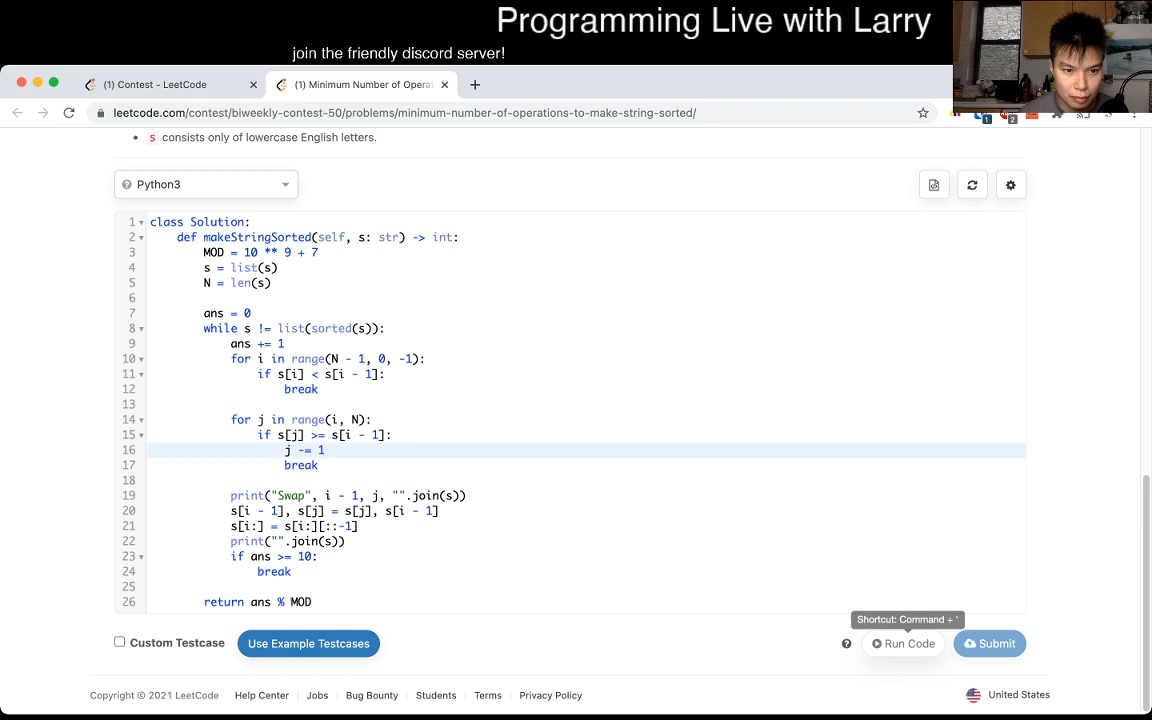 Programming Live with Larry
join the friendly discord server!
(1) Contest - LeetCode
(1) Minimum Number of Opera
leetcode.com/contest/biweekly-contest-50/problems/minimum-number-of-operations-to-make-string-sorted/
1
2
s consists only of lowercase English letters.
Python3
1 class Solution:
2 def makeStringSorted(self, s: str) -> int:
3 MOD = 10 ** 9 + 7
4 s = list(s)
5 N = len(s)
6
7 ans = 0
8 while s != list(sorted(s)):
9 ans += 1
10 for i in range(N - 1, 0, -1):
11 if s[i] < s[i - 1]:
12 break
13
14 for j in range(i, N):
15 if s[j] >= s[i - 1]:
16 j -= 1
17 break
18
19 print("Swap", i - 1, j, "".join(s))
20 s[i - 1], s[j] = s[j], s[i - 1]
21 s[i:] = s[i:][::-1]
22 print("".join(s))
23 if ans >= 10:
24 break
25
26 return ans % MOD
Shortcut: Command + '
Custom Testcase
Use Example Testcases
Run Code
Submit
Copyright © 2021 LeetCode Help Center Jobs Bug Bounty Students Terms Privacy Policy United States